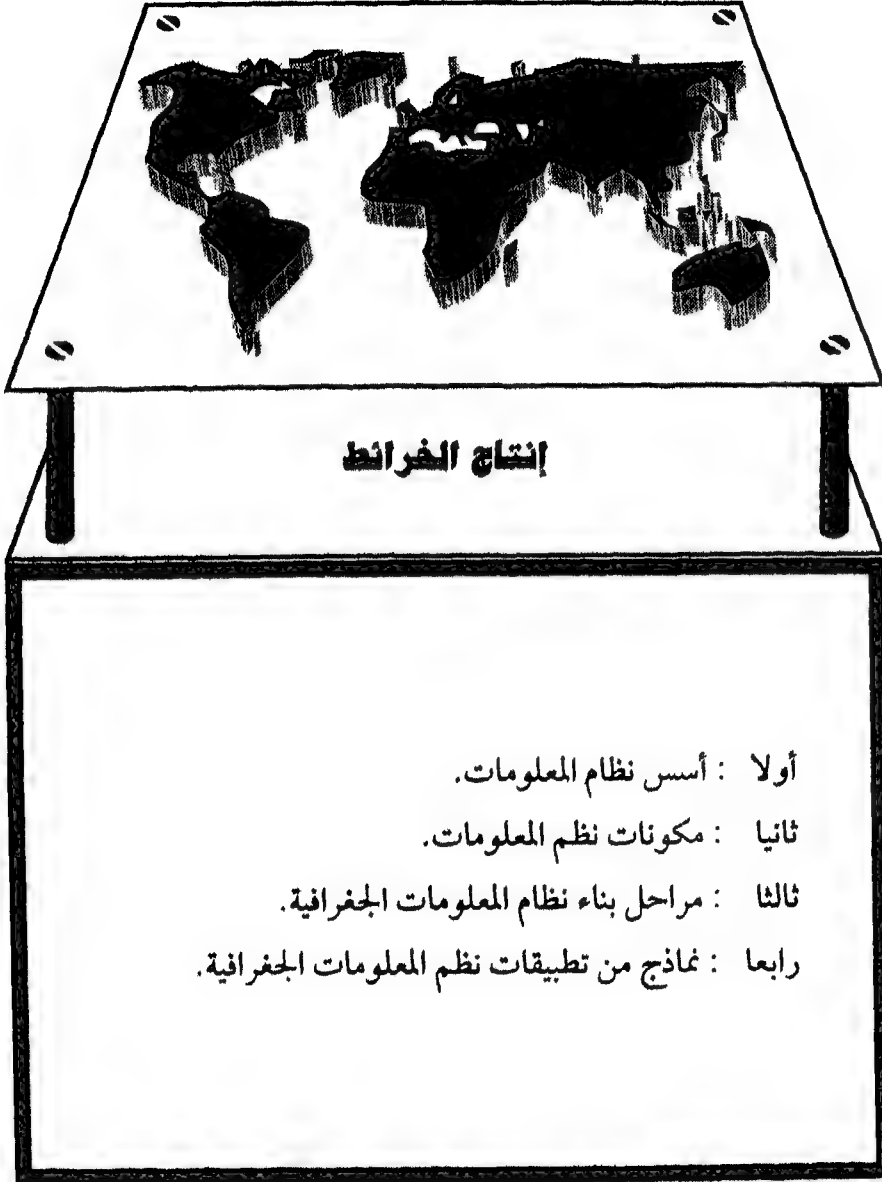 إنتاج الخرائط
أولا : أسس نظام المعلومات.
ثانيا : مكونات نظم المعلومات.
ثالثا : مراحل بناء نظام المعلومات الجغرافية.
رابعا : نماذج من تطبيقات نظم المعلومات الجغرافية.